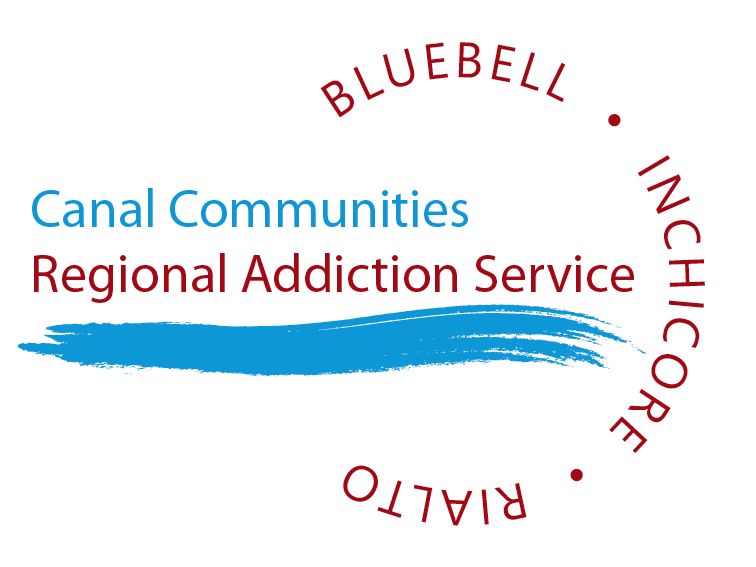 Canal Communities
Regional Addiction Service
BLUEBELL • INCHICORE • RIALTO